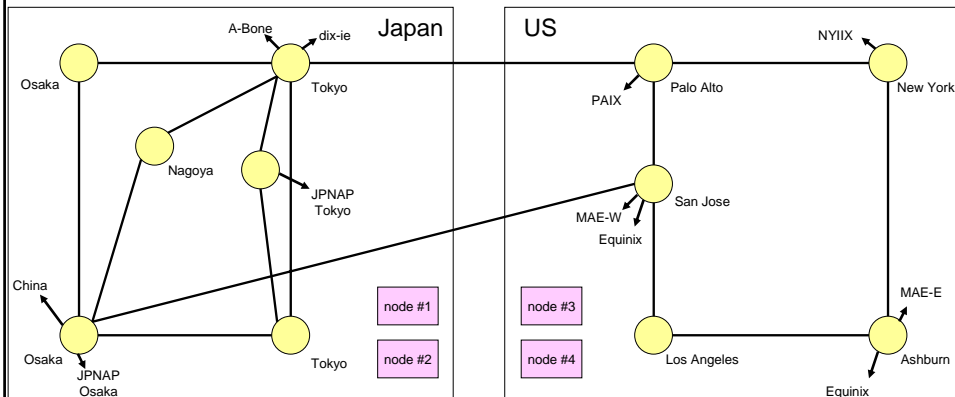 Japan
US
A-Bone
dix-ie
NYIIX
Osaka
Tokyo
Palo Alto
New York
PAIX
Nagoya
JPNAP
Tokyo
San Jose
MAE-W
Equinix
China
node #1
node #3
MAE-E
node #2
node #4
Osaka
Tokyo
Los Angeles
Ashburn
JPNAP
Osaka
Equinix